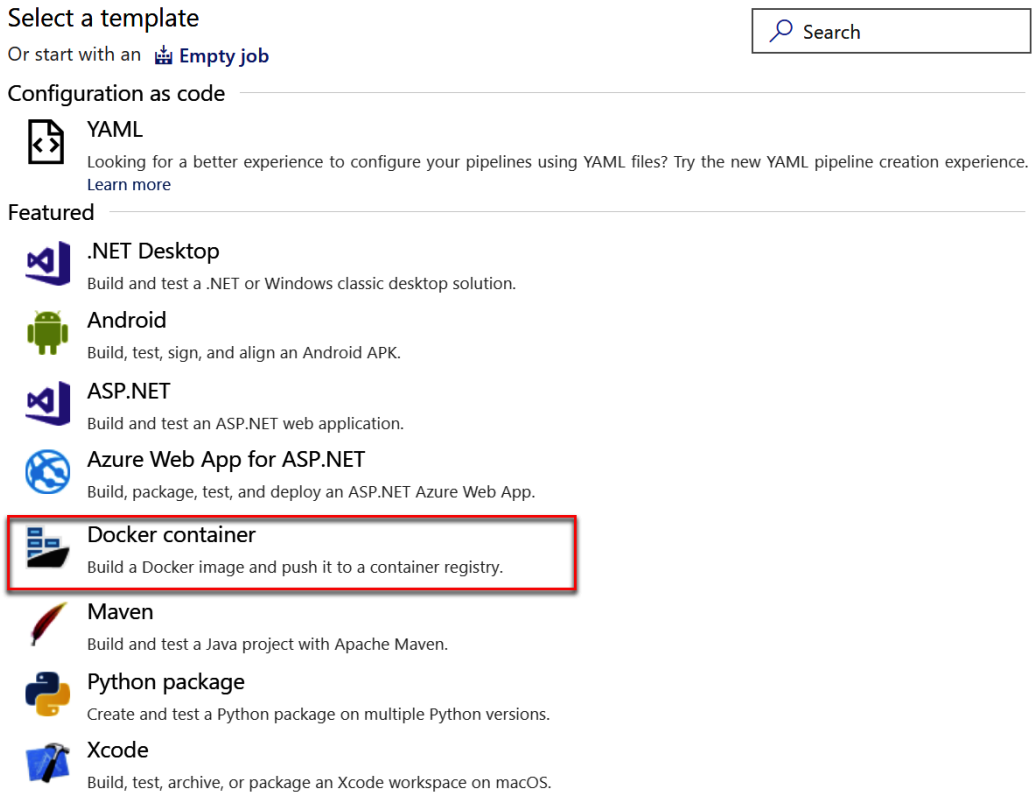 Select a template
Search
Or start with an Empty job
Configuration as code
YAML
Looking for a better experience to configure your pipelines using YAML files? Try the new YAML pipeline creation experience.
Learn more
Featured
.NET Desktop
Build and test a .NET or Windows classic desktop solution.
Android
Build, test, sign, and align an Android APK.
ASP.NET
Build and test an ASP.NET web application.
Azure Web App for ASP.NET
Build, package, test, and deploy an ASP.NET Azure Web App.
Docker container
Build a Docker image and push it to a container registry.
Maven
Build and test a Java project with Apache Maven.
Python package
Create and test a Python package on multiple Python versions.
Xcode
Build, test, archive, or package an Xcode workspace on macOS.